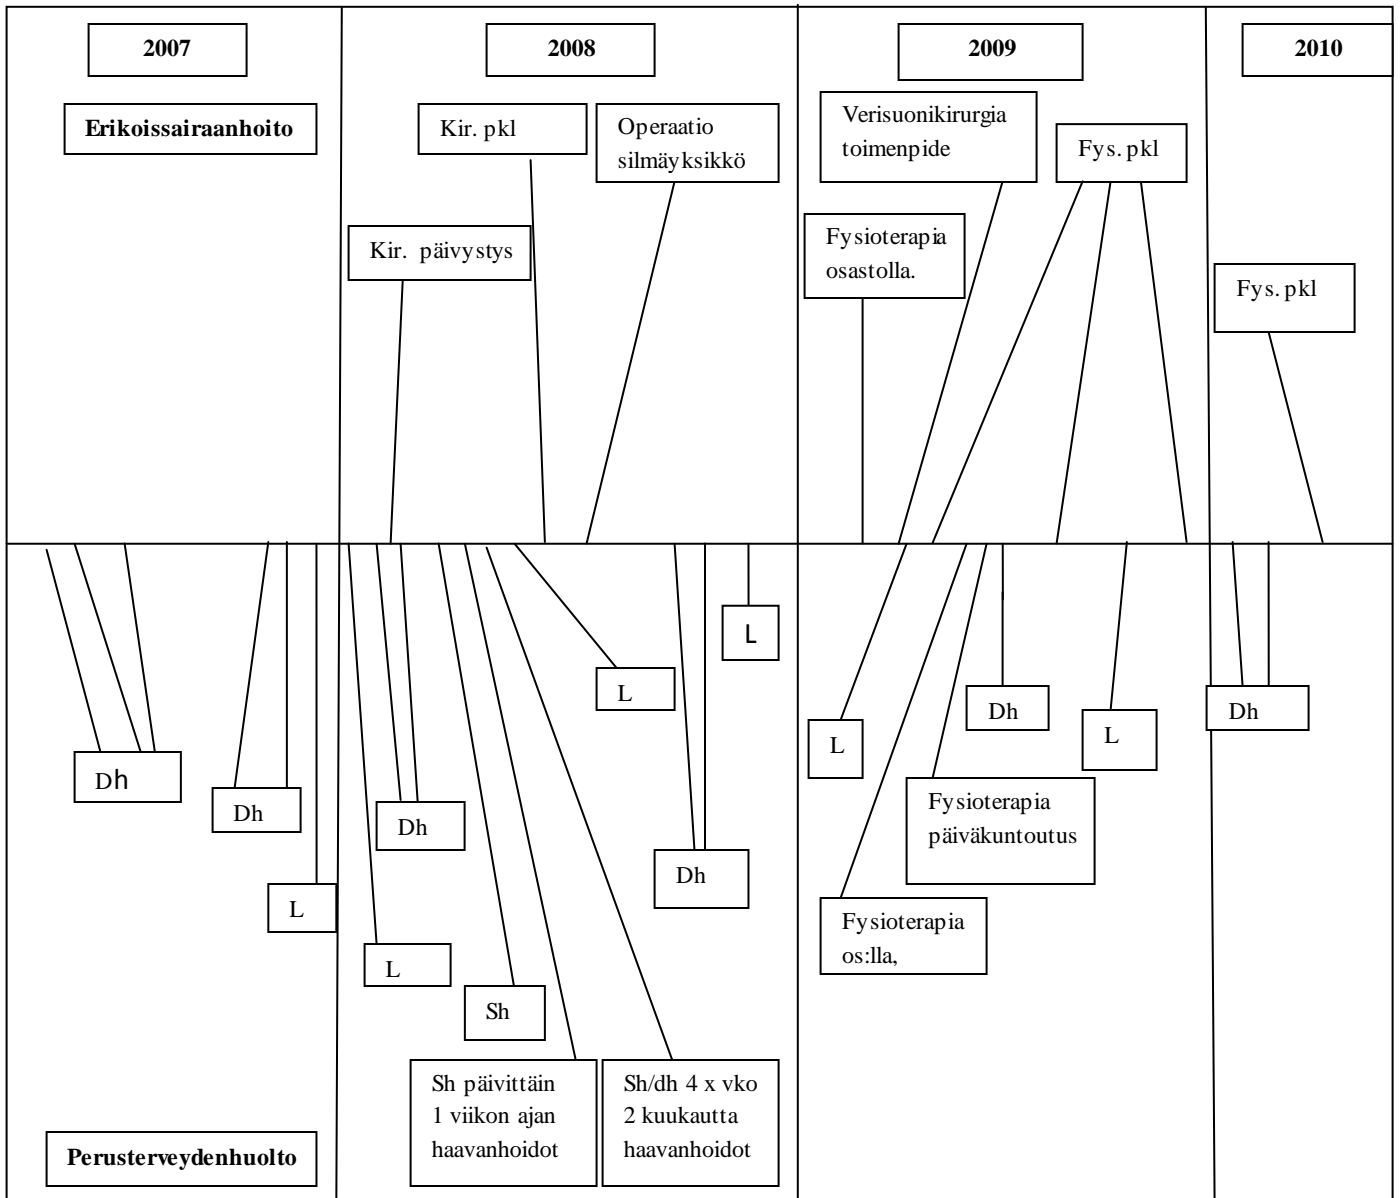 2007
2008
2009
2010
Erikoissairaanhoito
Kir. pkl
Operaatio
silmäyksikkö
Verisuonikirurgia
toimenpide
Fys. pkl
Kir. päivystys
Fysioterapia
osastolla.
Fys. pkl
L
L
Dh
L
L
Dh
Dh
Dh
Dh
Dh
Fysioterapia
päiväkuntoutus
L
Fysioterapia
os:lla,
L
Sh
Sh päivittäin
1 viikon ajan
haavanhoidot
Sh/dh 4 x vko
2 kuukautta
haavanhoidot
Perusterveydenhuolto